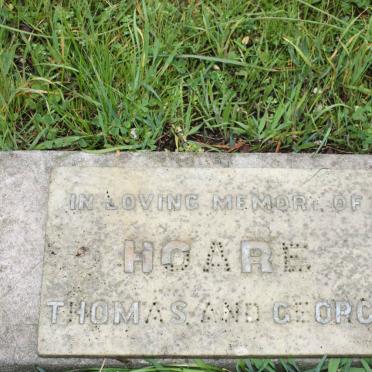 IN LOVING MEMORY OF
HOARE
THOMAS AND GEORG